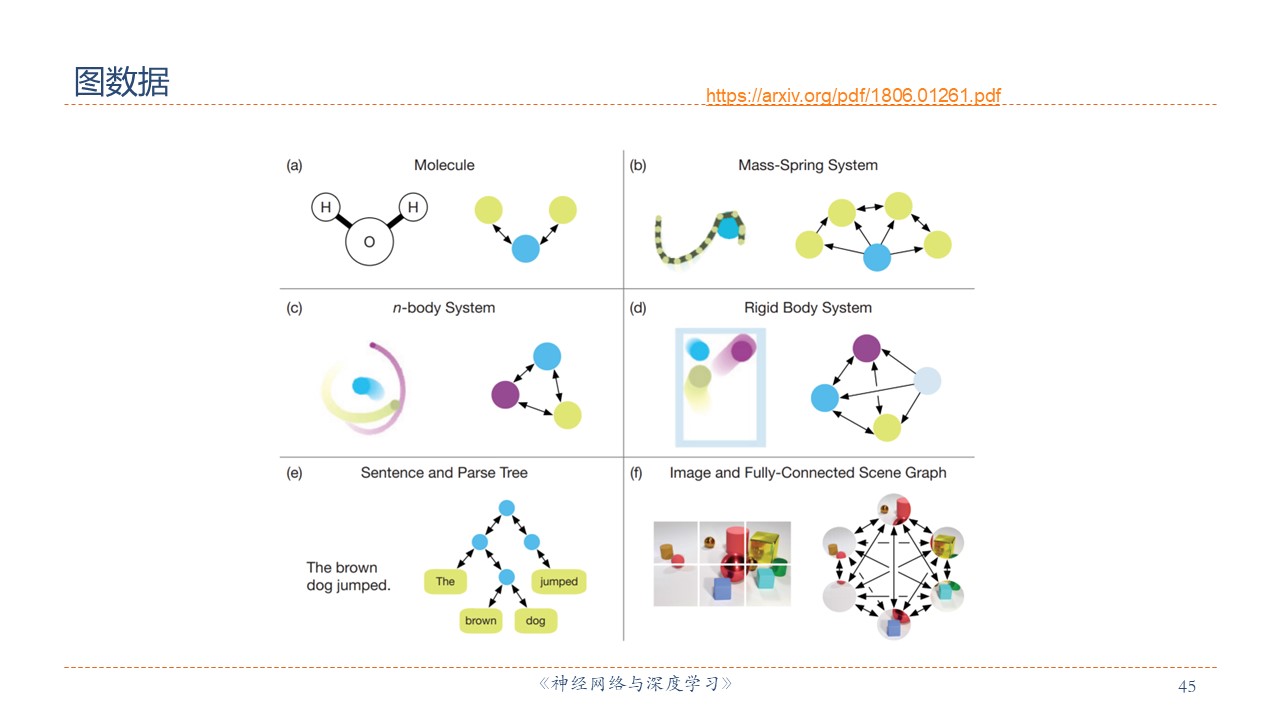 图数据
https://arxiv.org/pdf/1806.01261.pdf
(a) Molecule
H H
O
(b) Mass-Spring System
(c) n-body System
(d) Rigid Body System
(e) Sentence and Parse Tree
The brown
dog jumped.
The
jumped
brown
dog
(f) Image and Fully-Connected Scene Graph
《神经网络与深度学习》
45